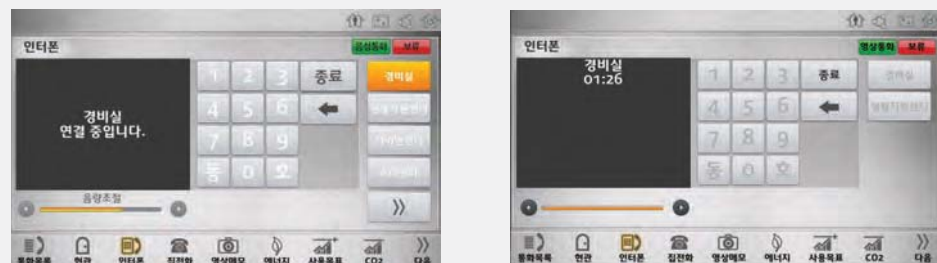 인터폰
음성통화 보류
경비실
연결 중입니다.
1 2 3 종료 경비실
4 5 6
7 8 9
동 0 호
음량조절
통화목록 현관 인터폰 집전화 영상메모 에너지 사용목표 CO2 다음
인터폰
영상통화 보류
경비실
01:26
1 2 3 종료 경비실
4 5 6
7 8 9
동 0 호
통화목록 현관 인터폰 집전화 영상메모 에너지 사용목표 CO2 다음